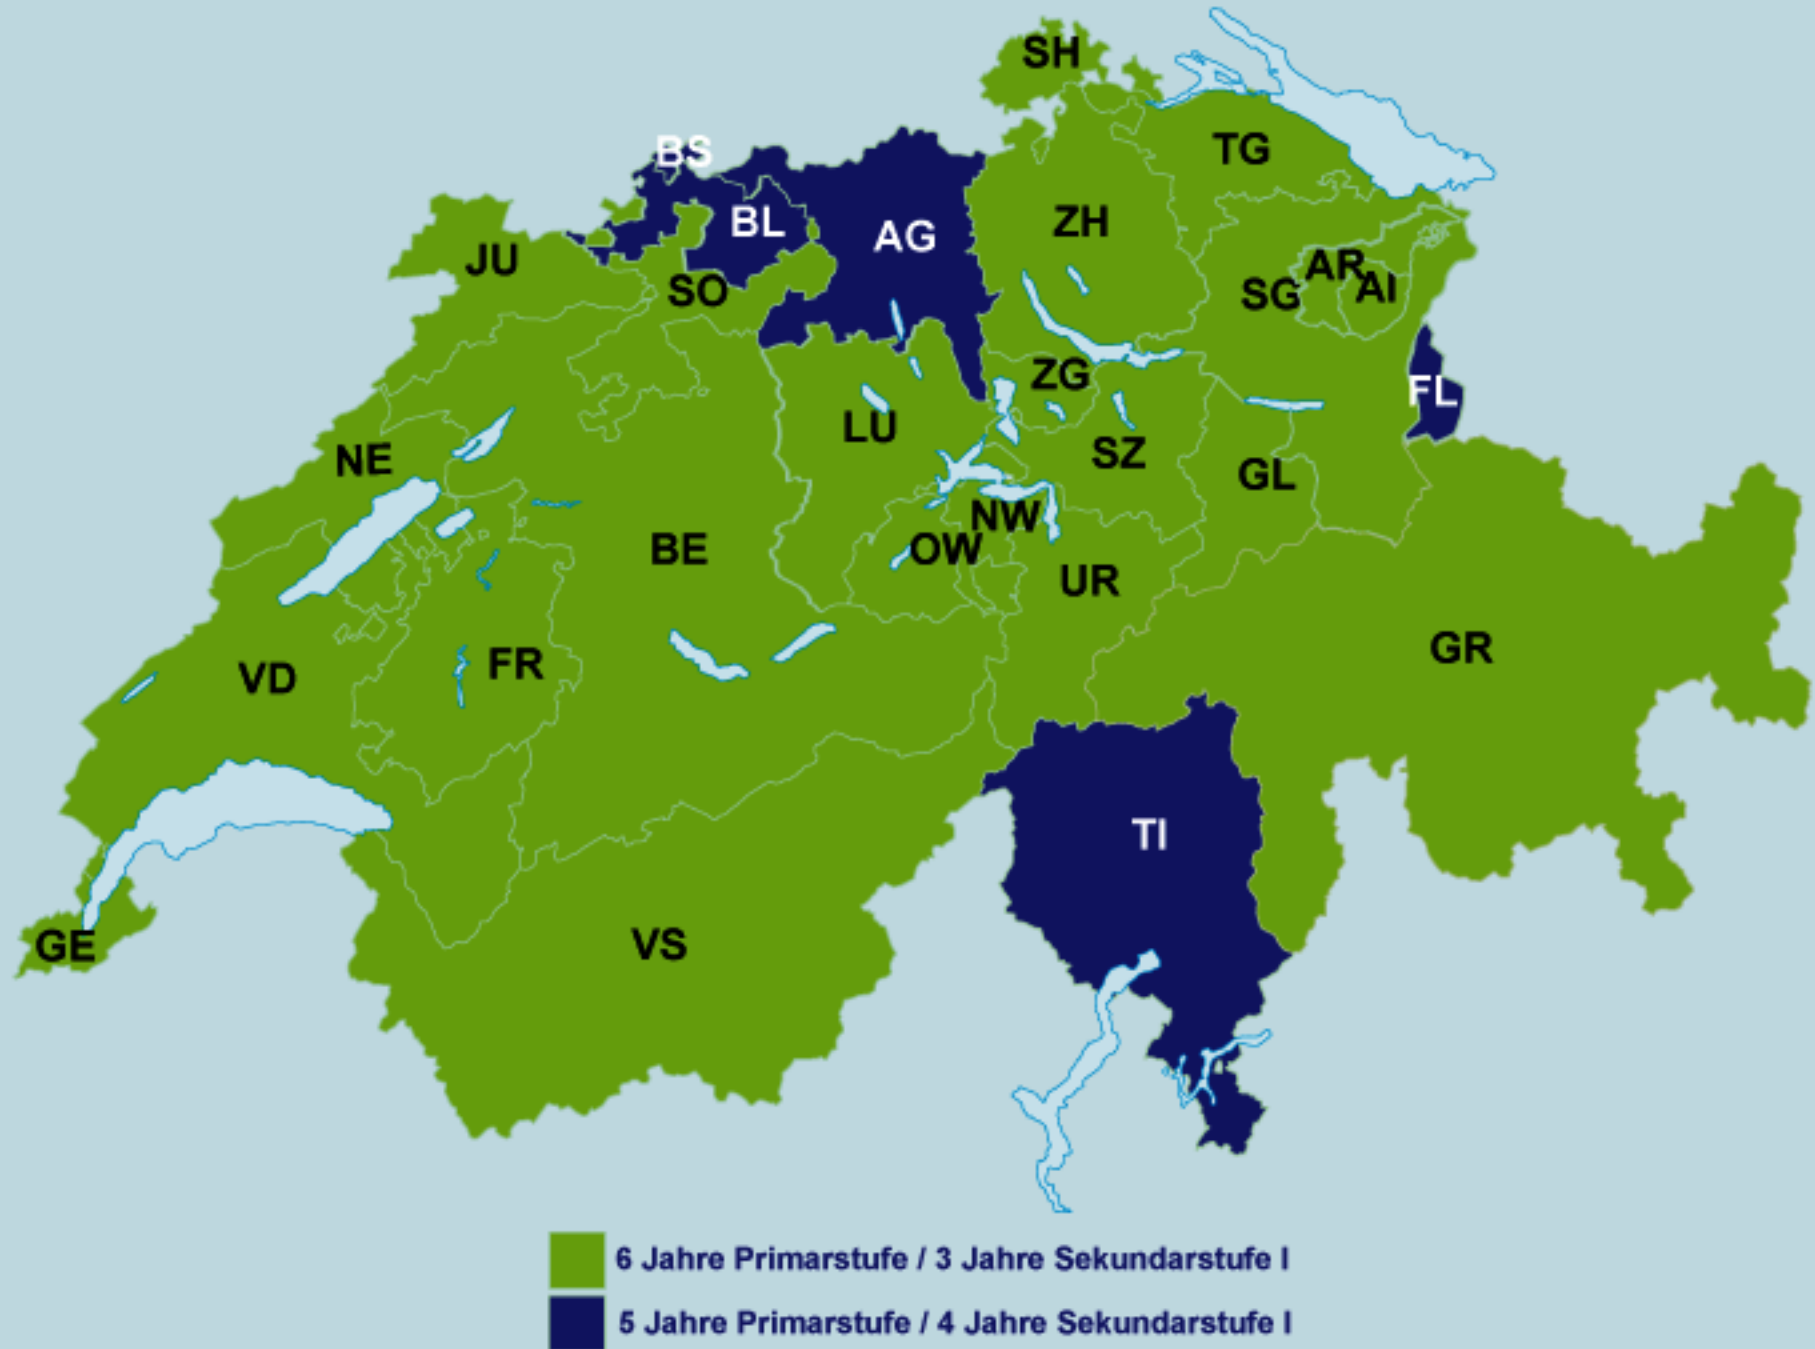 SH
BS
TG
BL
AG
ZH
JU
SO
SG
AR
AI
ZG
FL
LU
NE
SZ
GL
NW
BE
OW
UR
GR
VD
FR
TI
GE
VS
6 Jahre Primarstufe / 3 Jahre Sekundarstufe I
5 Jahre Primarstufe / 4 Jahre Sekundarstufe I